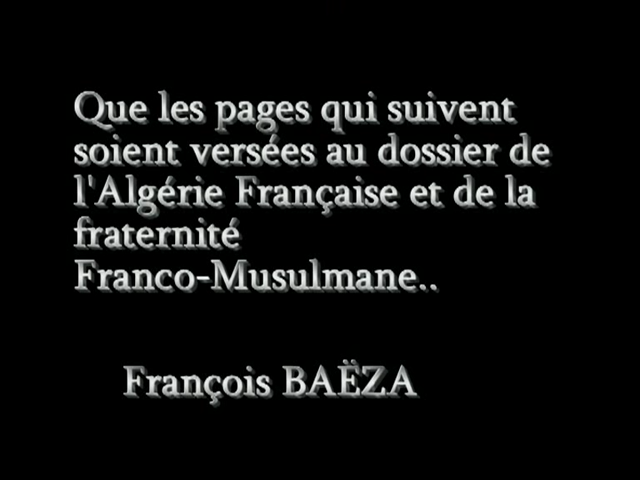 Que les pages qui suivent
soient versées au dossier de
l'Algérie Française et de la
fraternité
Franco-Musulmane..
François BAËZA